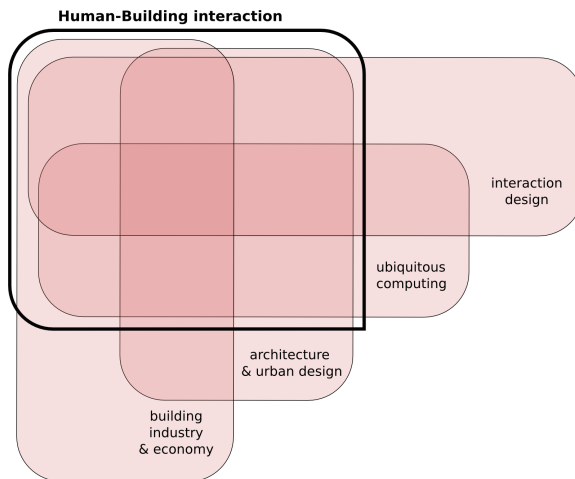 Human-Building interaction
interaction
design
ubiquitous
computing
architecture
& urban design
building
industry
& economy